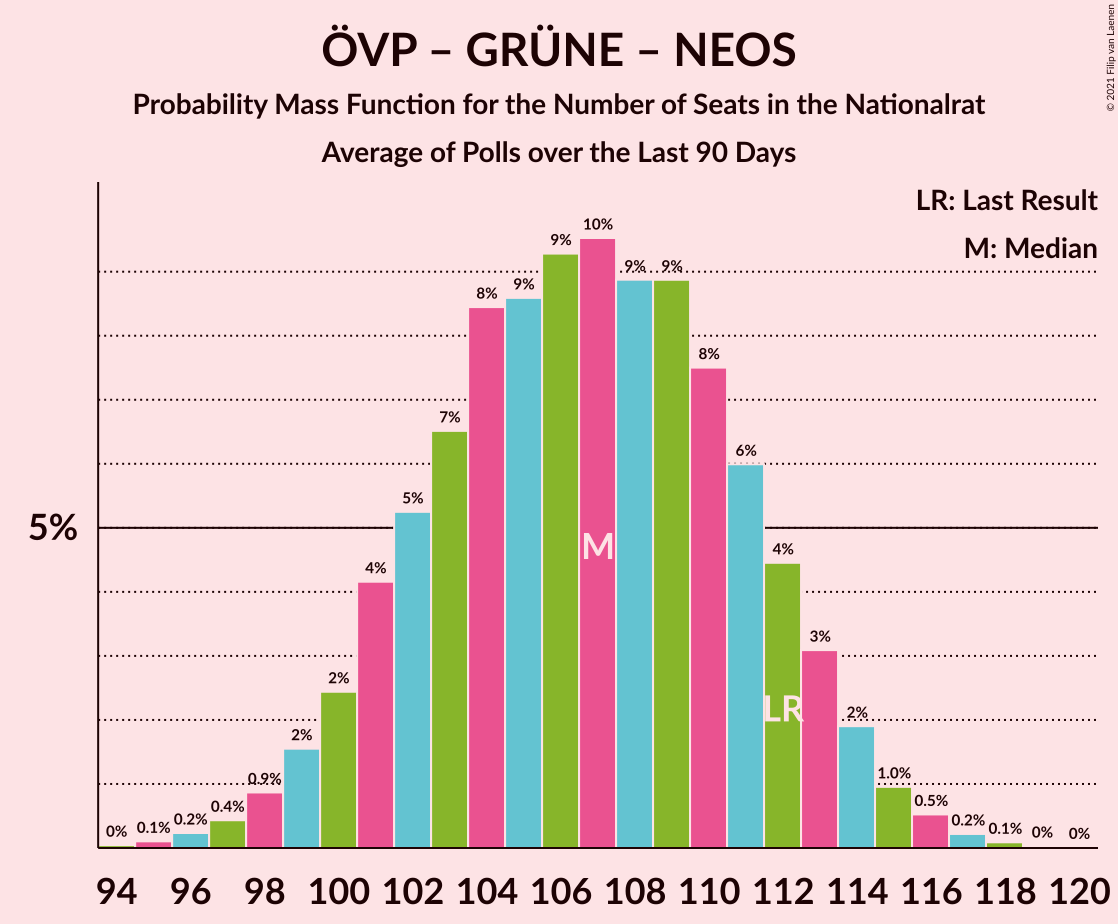 ÖVP – GRÜNE – NEOS
Probability Mass Function for the Number of Seats in the Nationalrat
Average of Polls over the Last 90 Days
© 2021 Filip van Laenen
LR: Last Result
M: Median
5%
0% 0.1% 0.2% 0.4% 0.9% 2% 2% 4% 5% 7% 8% 9% 9% 10% 9% 9% 8% 6% 4% 3% 2% 1.0% 0.5% 0.2% 0.1% 0% 0%
M
LR
94 96 98 100 102 104 106 108 110 112 114 116 118 120